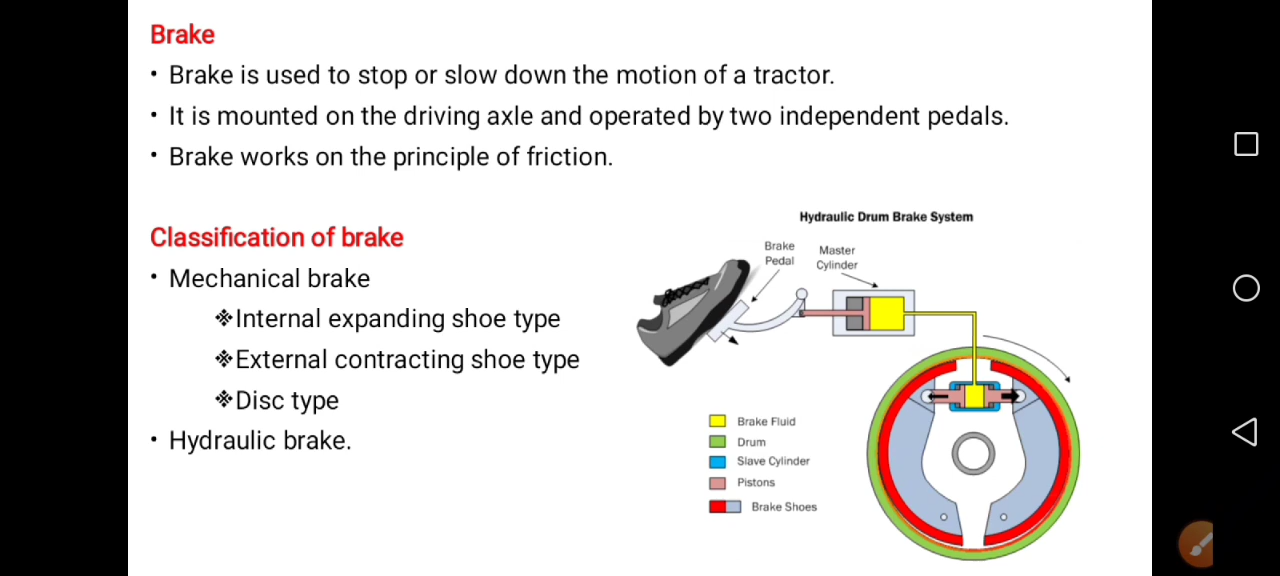 Brake
• Brake is used to stop or slow down the motion of a tractor.
• It is mounted on the driving axle and operated by two independent pedals.
• Brake works on the principle of friction.
Classification of brake
• Mechanical brake
❖Internal expanding shoe type
❖External contracting shoe type
❖Disc type
• Hydraulic brake.
Hydraulic Drum Brake System
Brake
Pedal
Master
Cylinder
Brake Fluid
Drum
Slave Cylinder
Pistons
Brake Shoes